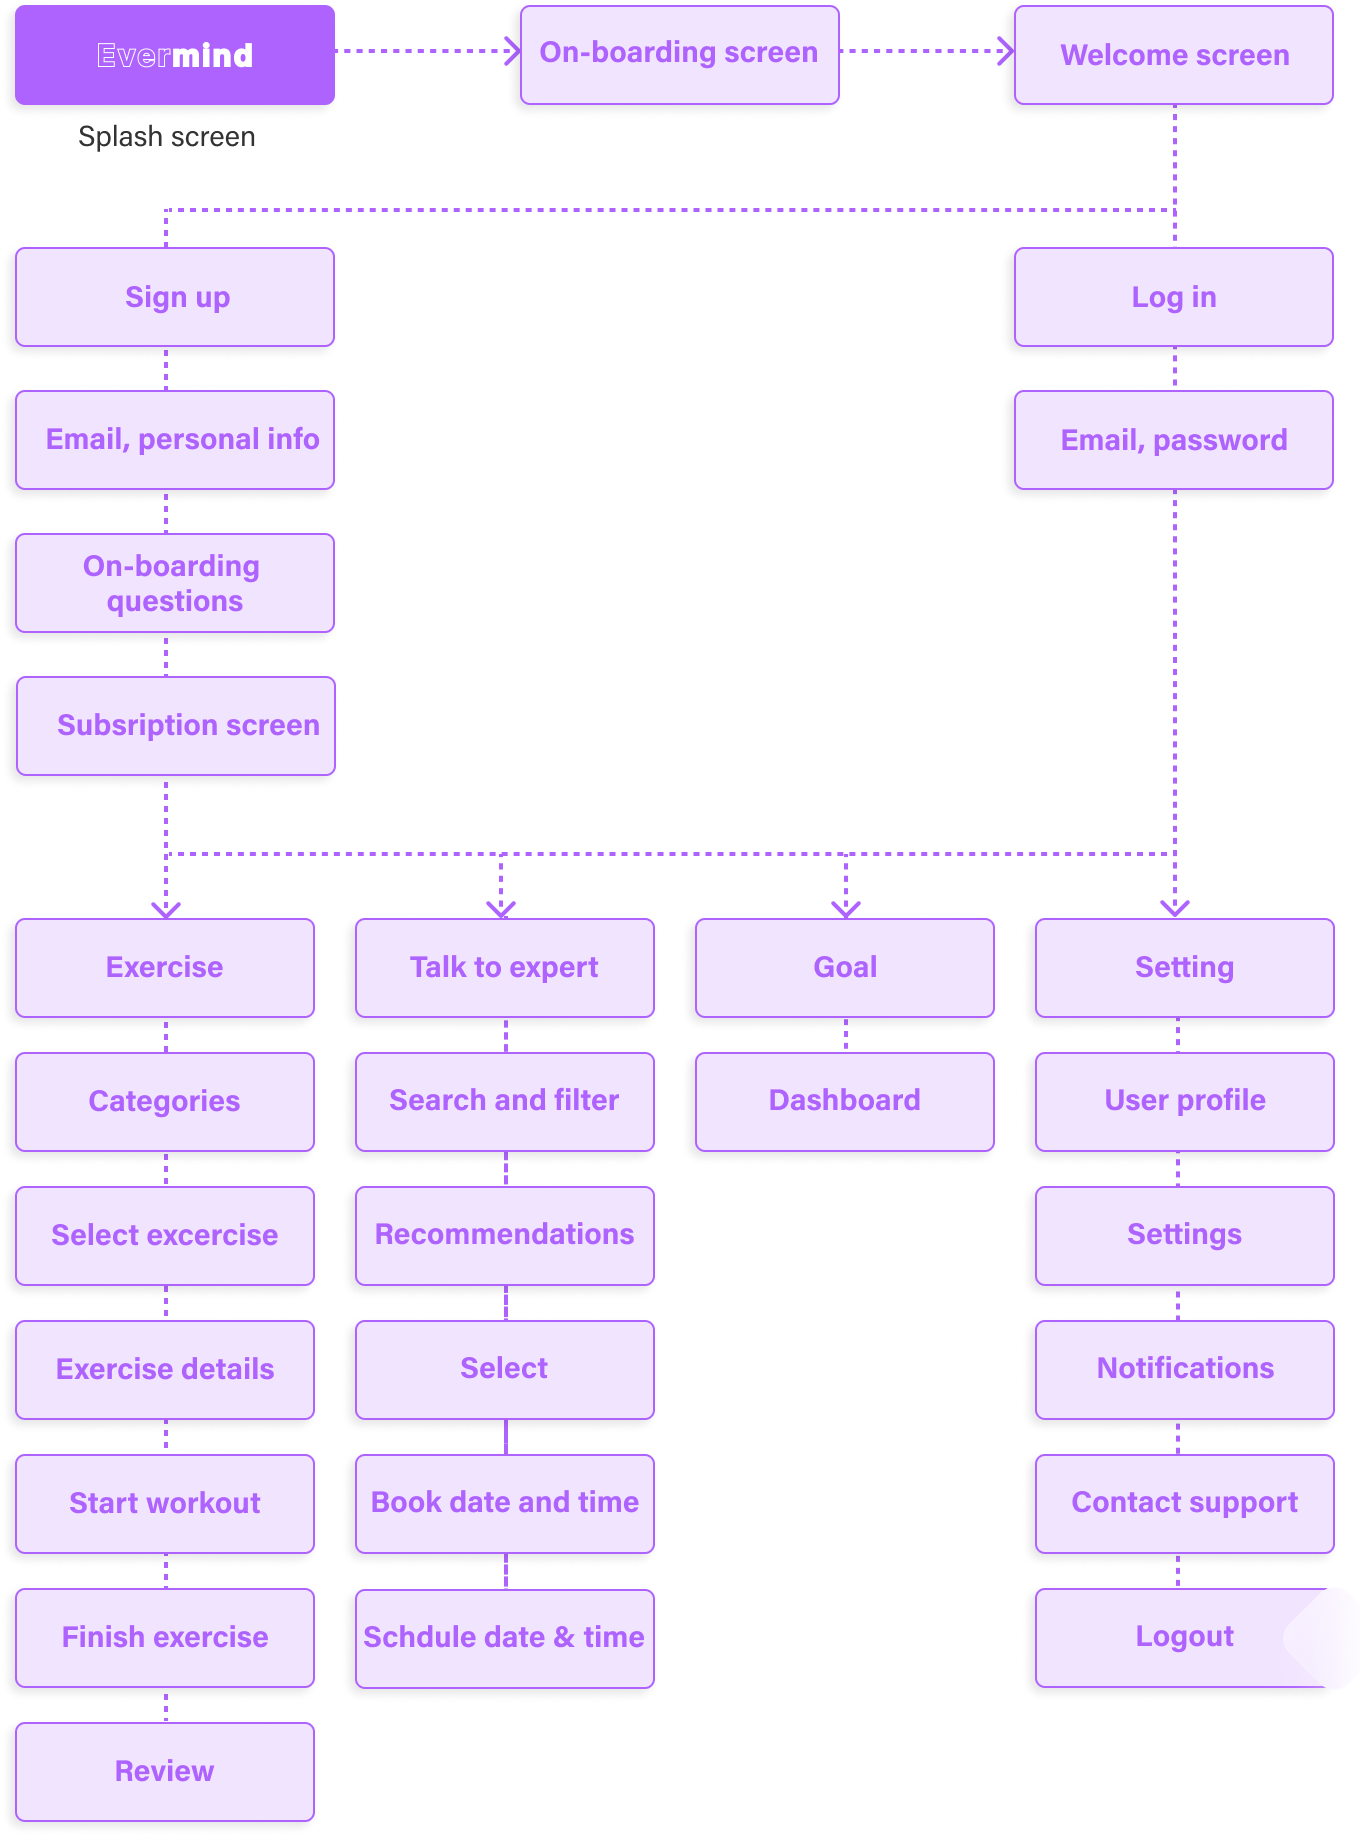 Evermind
On-boarding screen
Welcome screen
Splash screen
Sign up
Log in
Email, personal info
Email, password
On-boarding
questions
Subsription screen
Exercise
Talk to expert
Goal
Setting
Categories
Search and filter
Dashboard
User profile
Select excercise
Recommendations
Settings
Exercise details
Select
Notifications
Start workout
Book date and time
Contact support
Finish exercise
Schdule date & time
Logout
Review